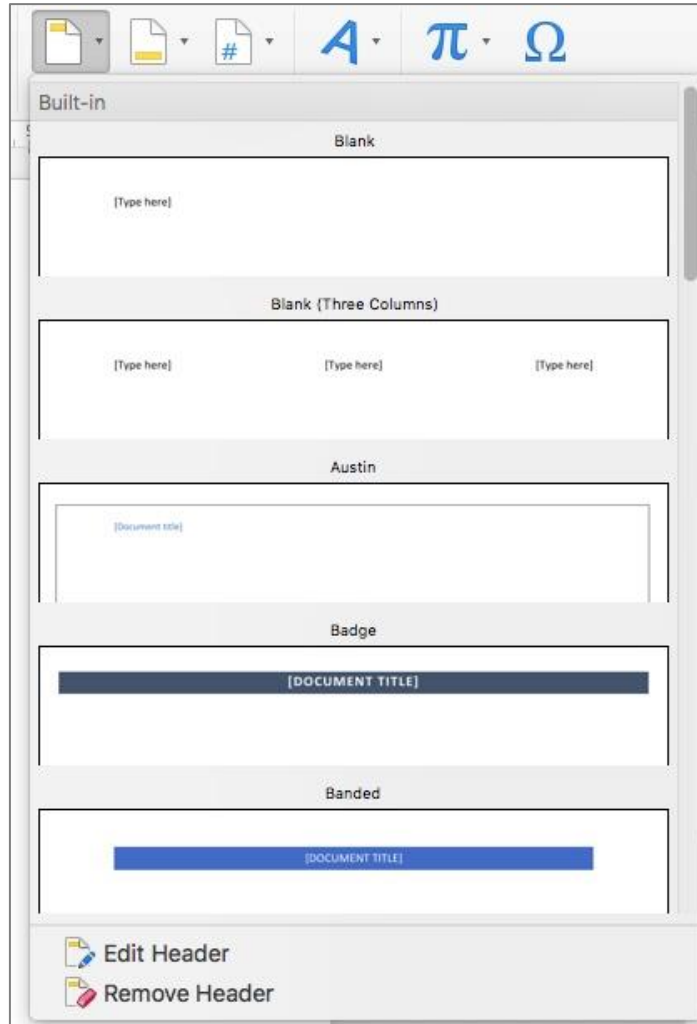 #
A
π
Ω
Built-in
Blank
[Type here]
Blank (Three Columns)
[Type here] [Type here] [Type here]
Austin
[Document title]
Badge
[DOCUMENT TITLE]
Banded
[DOCUMENT TITLE]
Edit Header
Remove Header